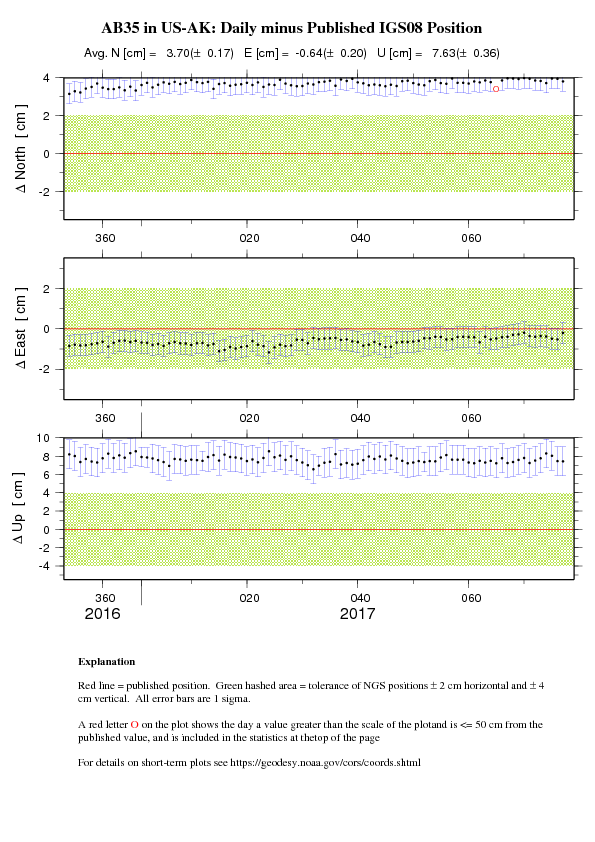 AB35 in US-AK: Daily minus Published IGS08 Position
Avg. N [cm] = 3.70(± 0.17) E [cm] = -0.64(± 0.20) U [cm] = 7.63(± 0.36)
Δ North [ cm ]
4
2
0
-2
360
020
040
060
Δ East [ cm ]
2
0
-2
360
020
040
060
Δ Up [ cm ]
10
8
6
4
2
0
-2
-4
360
020
040
060
2016
2017
Explanation
Red line = published position. Green hashed area = tolerance of NGS positions ± 2 cm horizontal and ± 4
cm vertical. All error bars are 1 sigma.
A red letter O on the plot shows the day a value greater than the scale of the plotand is <= 50 cm from the
published value, and is included in the statistics at thetop of the page
For details on short-term plots see https://geodesy.noaa.gov/cors/coords.shtml